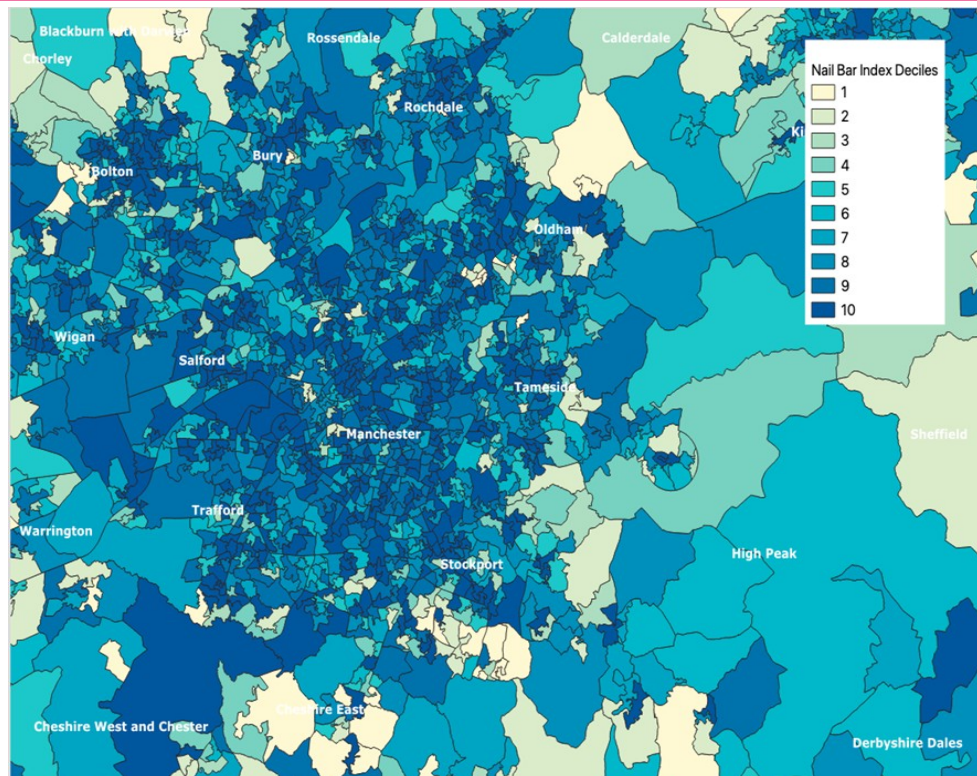 Blackburn with Darwen
Rossendale
Calderdale
Chorley
Nail Bar Index Deciles
1
2
3
4
5
6
7
8
9
10
Rochdale
Ki
Bury
Bolton
Oldham
Wigan
Salford
Tameside
Manchester
Sheffield
Trafford
Warrington
High Peak
Stockport
Cheshire East
Cheshire West and Chester
Derbyshire Dales